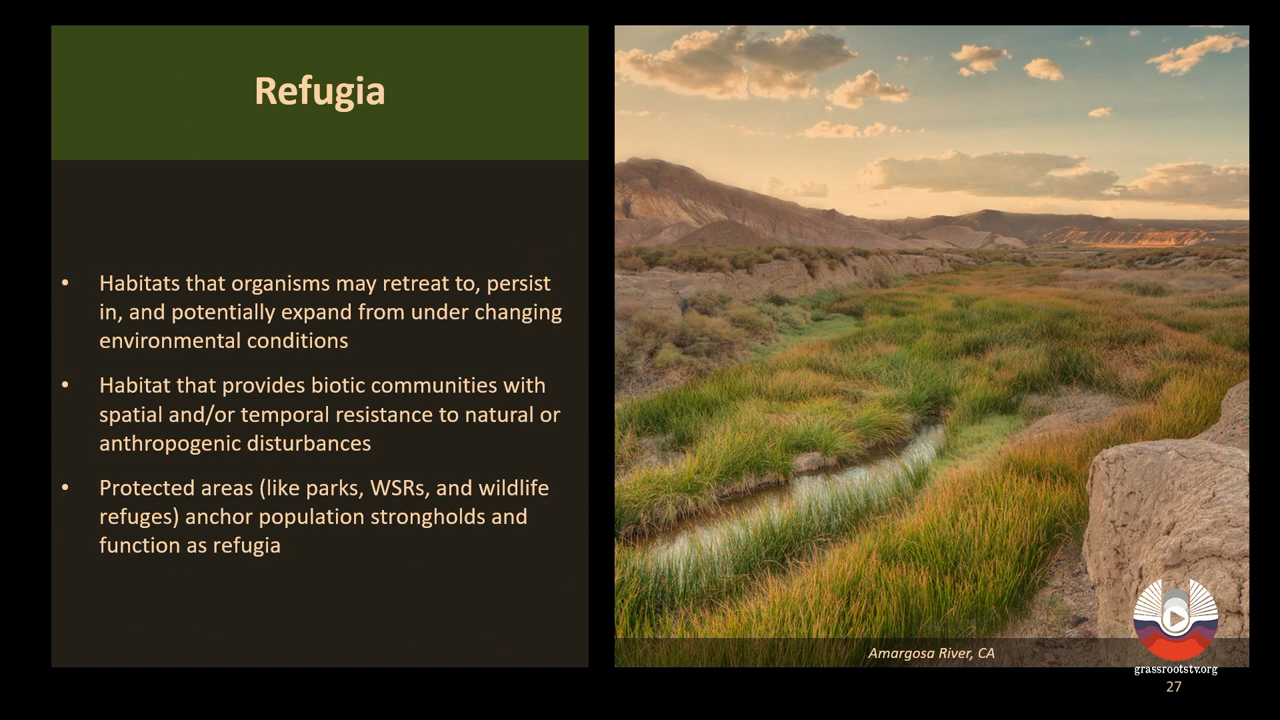 Refugia
• Habitats that organisms may retreat to, persist
in, and potentially expand from under changing
environmental conditions
• Habitat that provides biotic communities with
spatial and/or temporal resistance to natural or
anthropogenic disturbances
• Protected areas (like parks, WSRs, and wildlife
refuges) anchor population strongholds and
function as refugia
Amargosa River, CA
grassrootstv.org
27